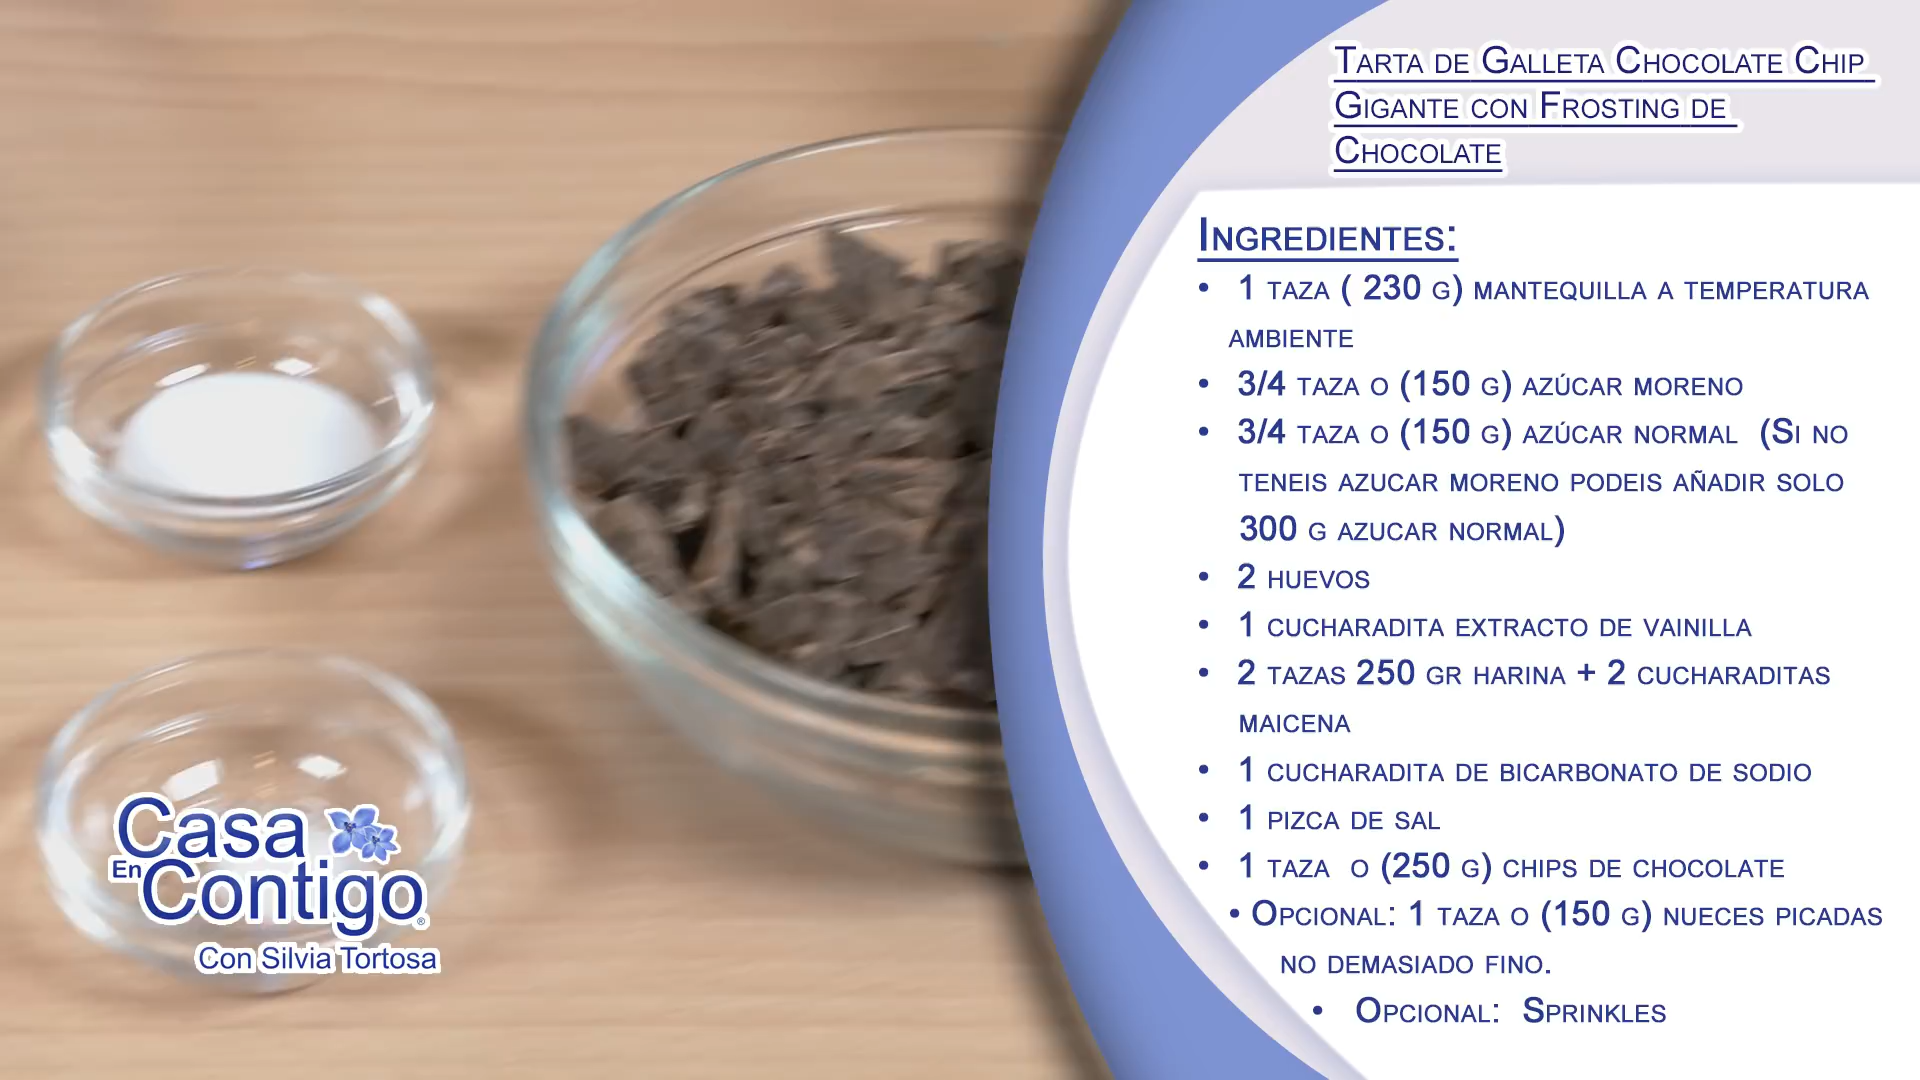 Tarta de Galleta Chocolate Chip
Gigante con Frosting de
Chocolate
Ingredientes:
• 1 taza ( 230 g) mantequilla a temperatura
ambiente
• 3/4 taza o (150 g) azúcar moreno
• 3/4 taza o (150 g) azúcar normal (Si no
teneis azucar moreno podeis añadir solo
300 g azucar normal)
• 2 huevos
• 1 cucharadita extracto de vainilla
• 2 tazas 250 gr harina + 2 cucharaditas
maicena
• 1 cucharadita de bicarbonato de sodio
• 1 pizca de sal
• 1 taza o (250 g) chips de chocolate
• Opcional: 1 taza o (150 g) nueces picadas
no demasiado fino.
• Opcional: Sprinkles
Casa
En Contigo®
Con Silvia Tortosa